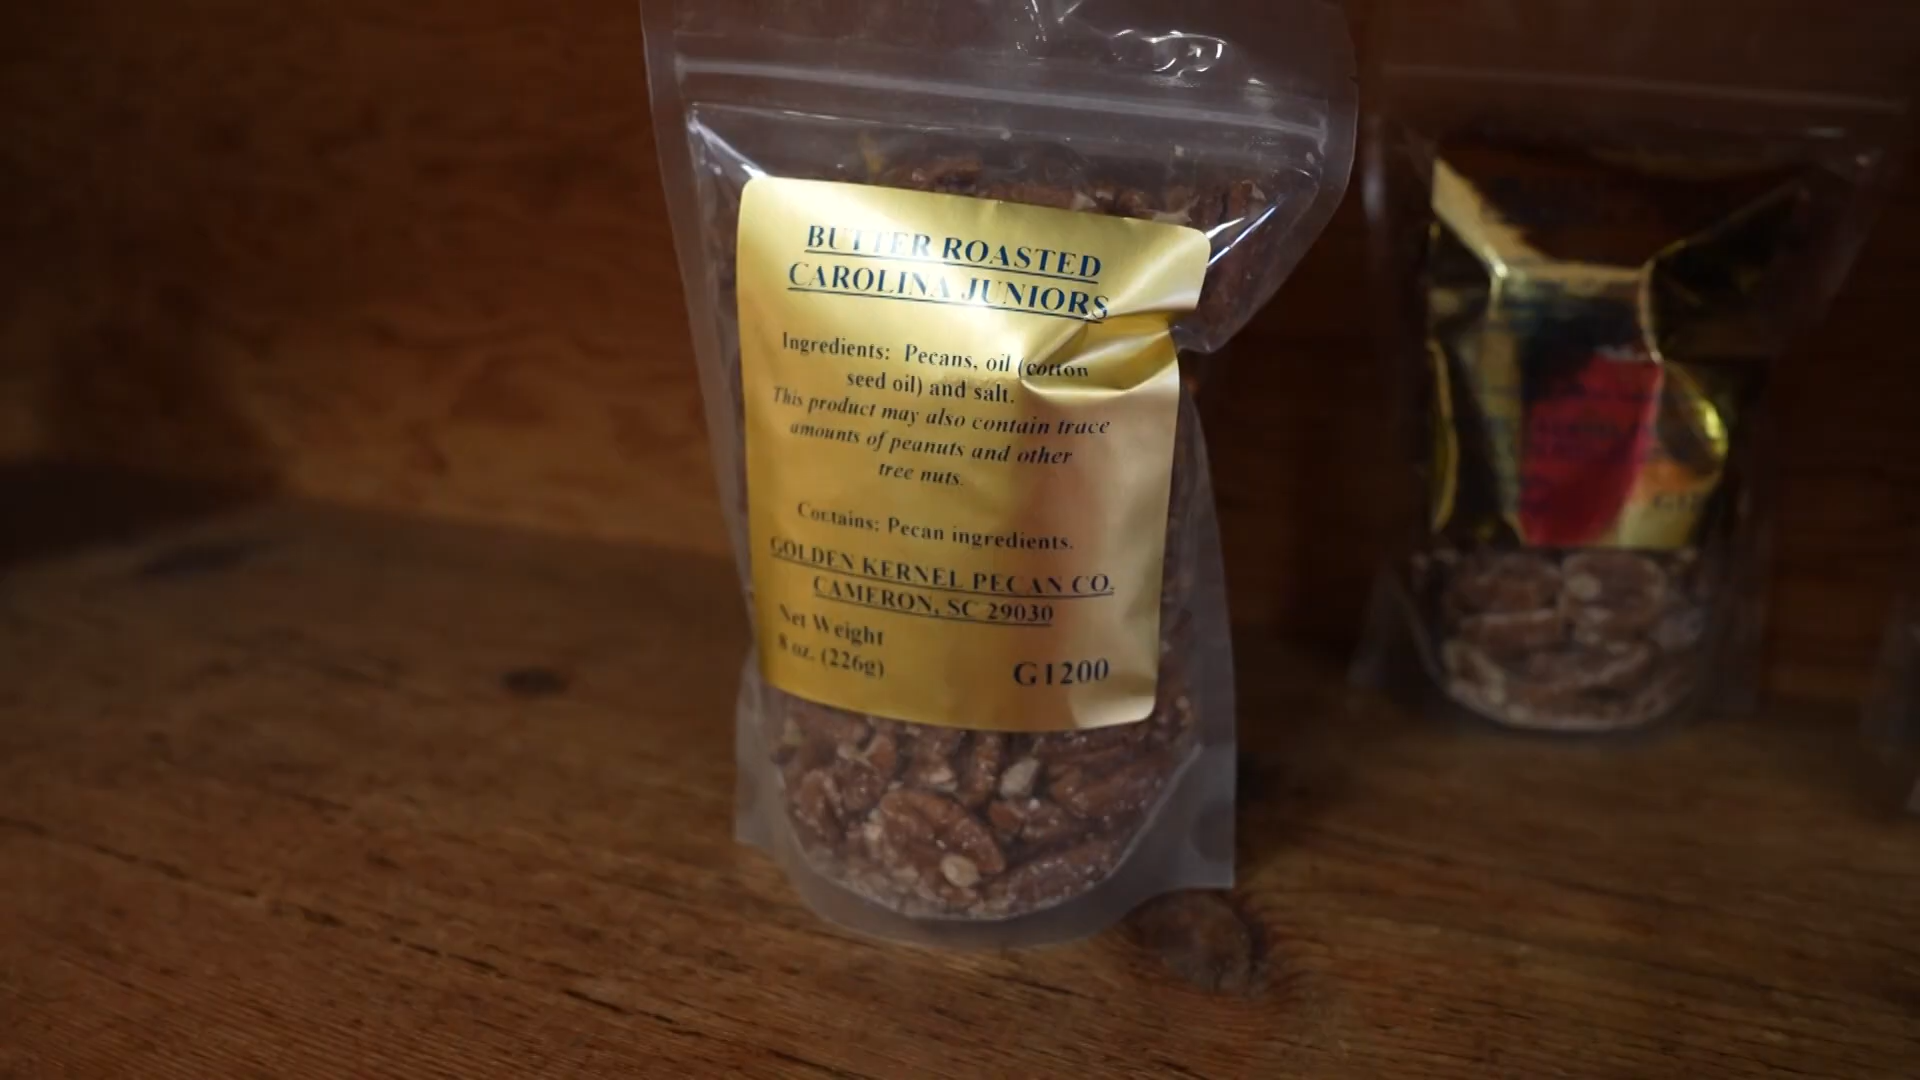 BUTTER ROASTED
CAROLINA JUNIORS
Ingredients: Pecans, oil (cotton
seed oil) and salt.
This product may also contain trace
amounts of peanuts and other
tree nuts.
Contains: Pecan ingredients.
GOLDEN KERNEL PECAN CO.
CAMERON, SC 29030
Net Weight
8 oz. (226g)
G1200